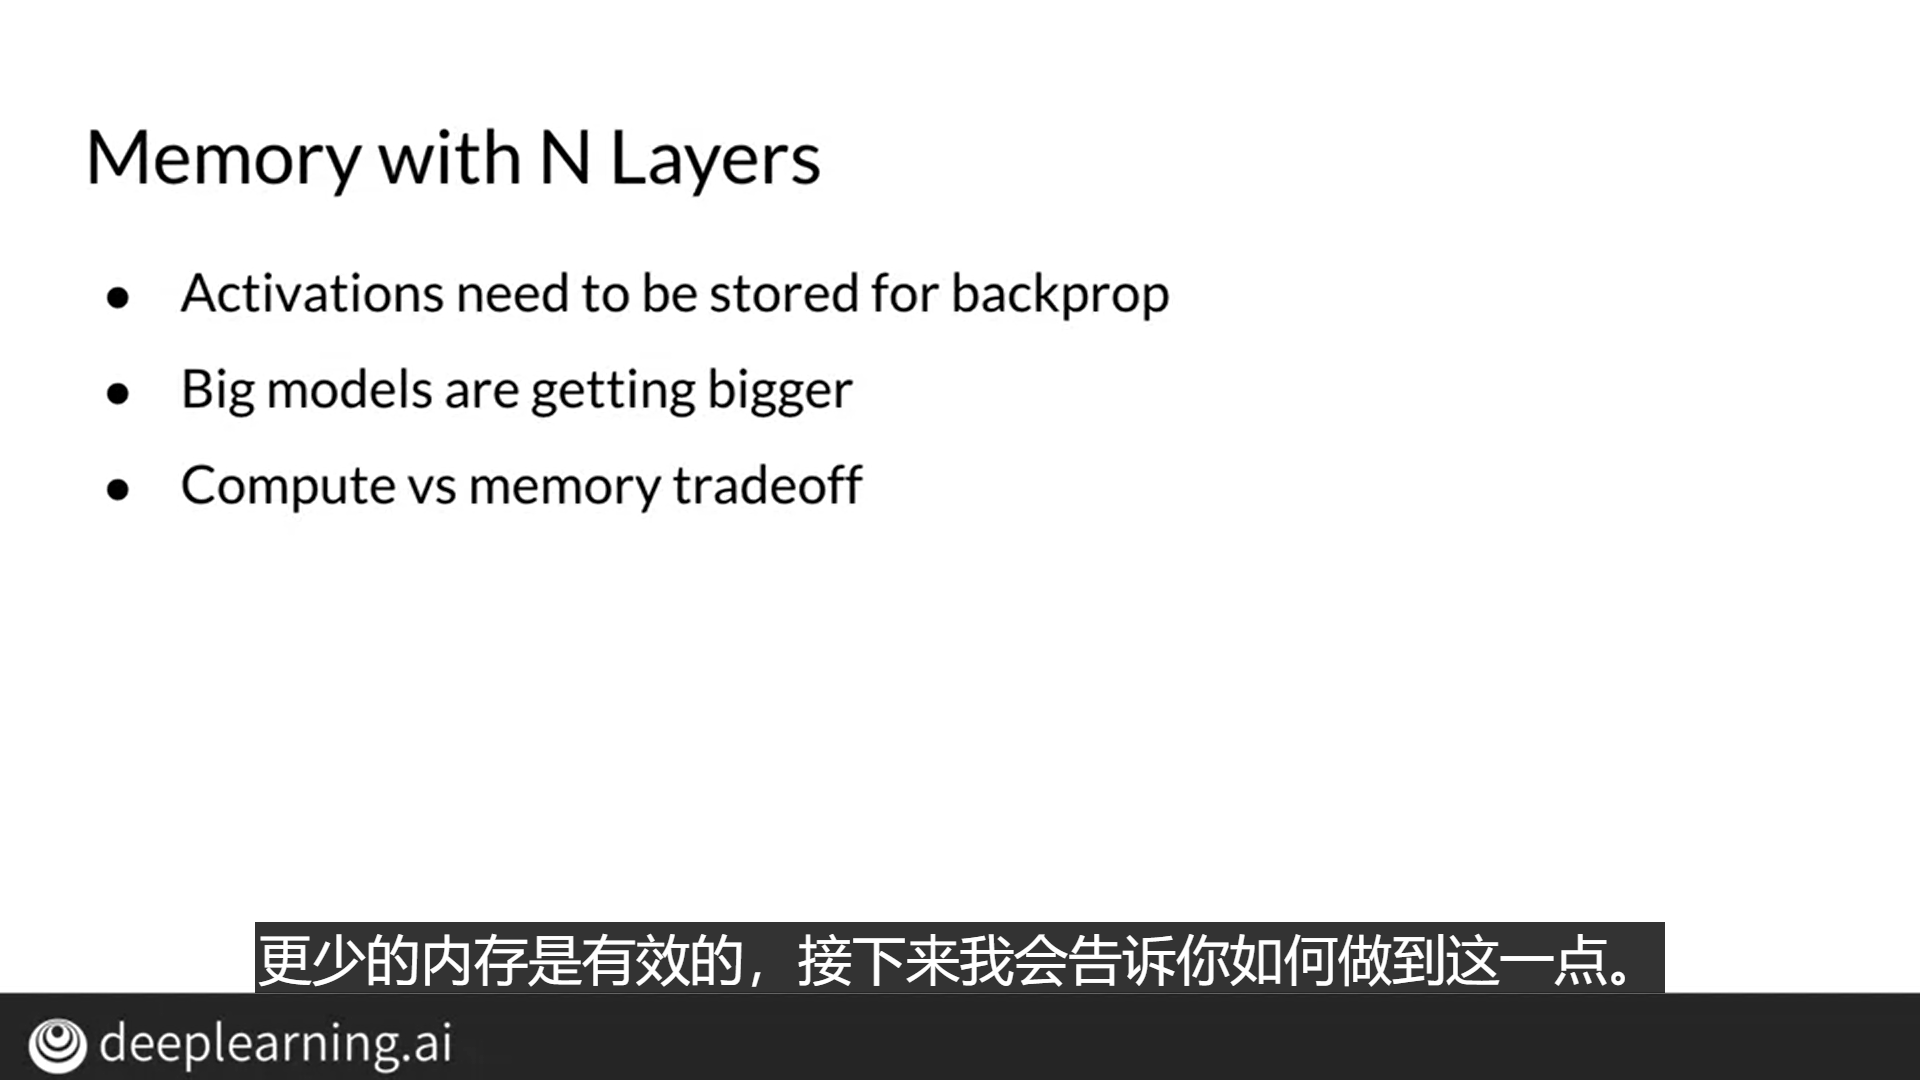 Memory with N Layers
● Activations need to be stored for backprop
● Big models are getting bigger
● Compute vs memory tradeoff
更少的内存是有效的，接下来我会告诉你如何做到这一点。
deeplearning.ai